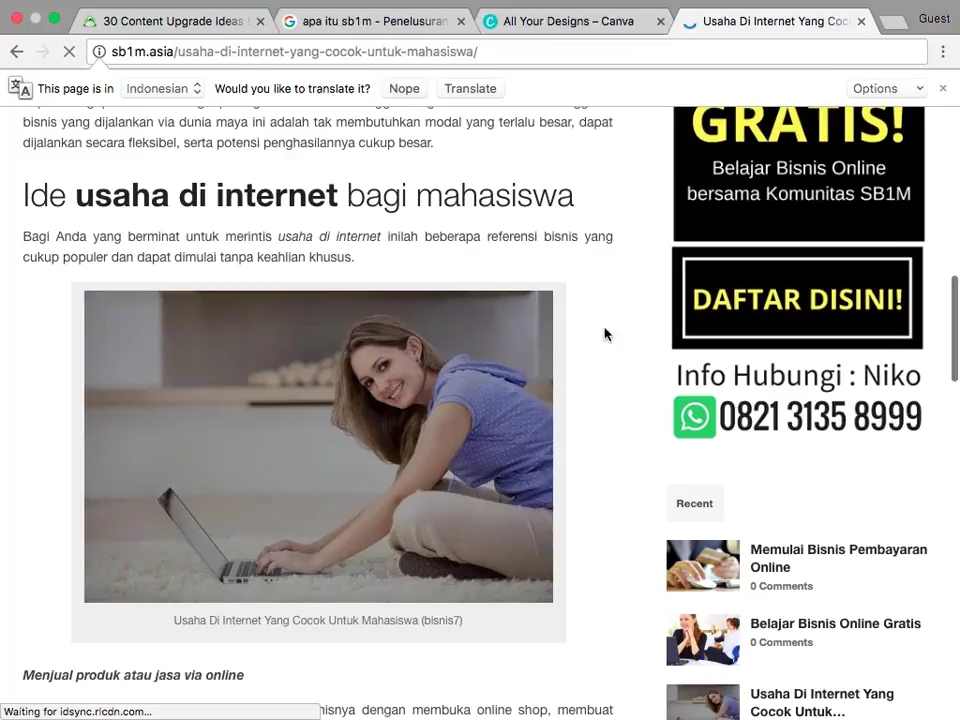 30 Content Upgrade Ideas
apa itu sb1m - Penelusuran
All Your Designs – Canva
Usaha Di Internet Yang Coc
Guest
sb1m.asia/usaha-di-internet-yang-cocok-untuk-mahasiswa/
This page is in
Indonesian
Would you like to translate it?
Nope
Translate
Options
bisnis yang dijalankan via dunia maya ini adalah tak membutuhkan modal yang terlalu besar, dapat
dijalankan secara fleksibel, serta potensi penghasilannya cukup besar.
Ide usaha di internet bagi mahasiswa
Bagi Anda yang berminat untuk merintis usaha di internet inilah beberapa referensi bisnis yang
cukup populer dan dapat dimulai tanpa keahlian khusus.
Usaha Di Internet Yang Cocok Untuk Mahasiswa (bisnis7)
Menjual produk atau jasa via online
isnya dengan membuka online shop, membuat
Waiting for idsync.rlcdn.com...
GRATIS!
Belajar Bisnis Online
bersama Komunitas SB1M
DAFTAR DISINI!
Info Hubungi : Niko
0821 3135 8999
Recent
Memulai Bisnis Pembayaran
Online
0 Comments
Belajar Bisnis Online Gratis
0 Comments
Usaha Di Internet Yang
Cocok Untuk...